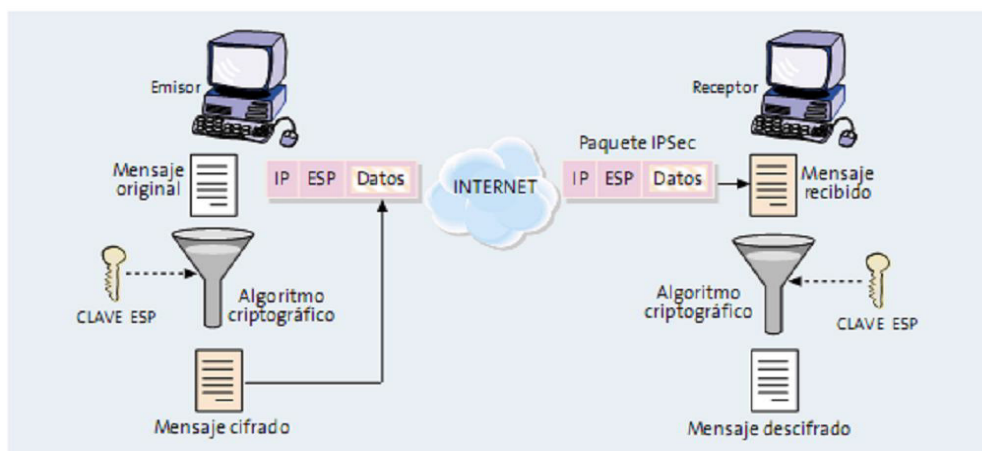 Emisor
Mensaje
original
IP ESP Datos
CLAVE ESP
Algoritmo
criptográfico
Mensaje cifrado
INTERNET
Receptor
Paquete IPSec
IP ESP Datos
Mensaje
recibido
Algoritmo
criptográfico
CLAVE ESP
Mensaje descifrado